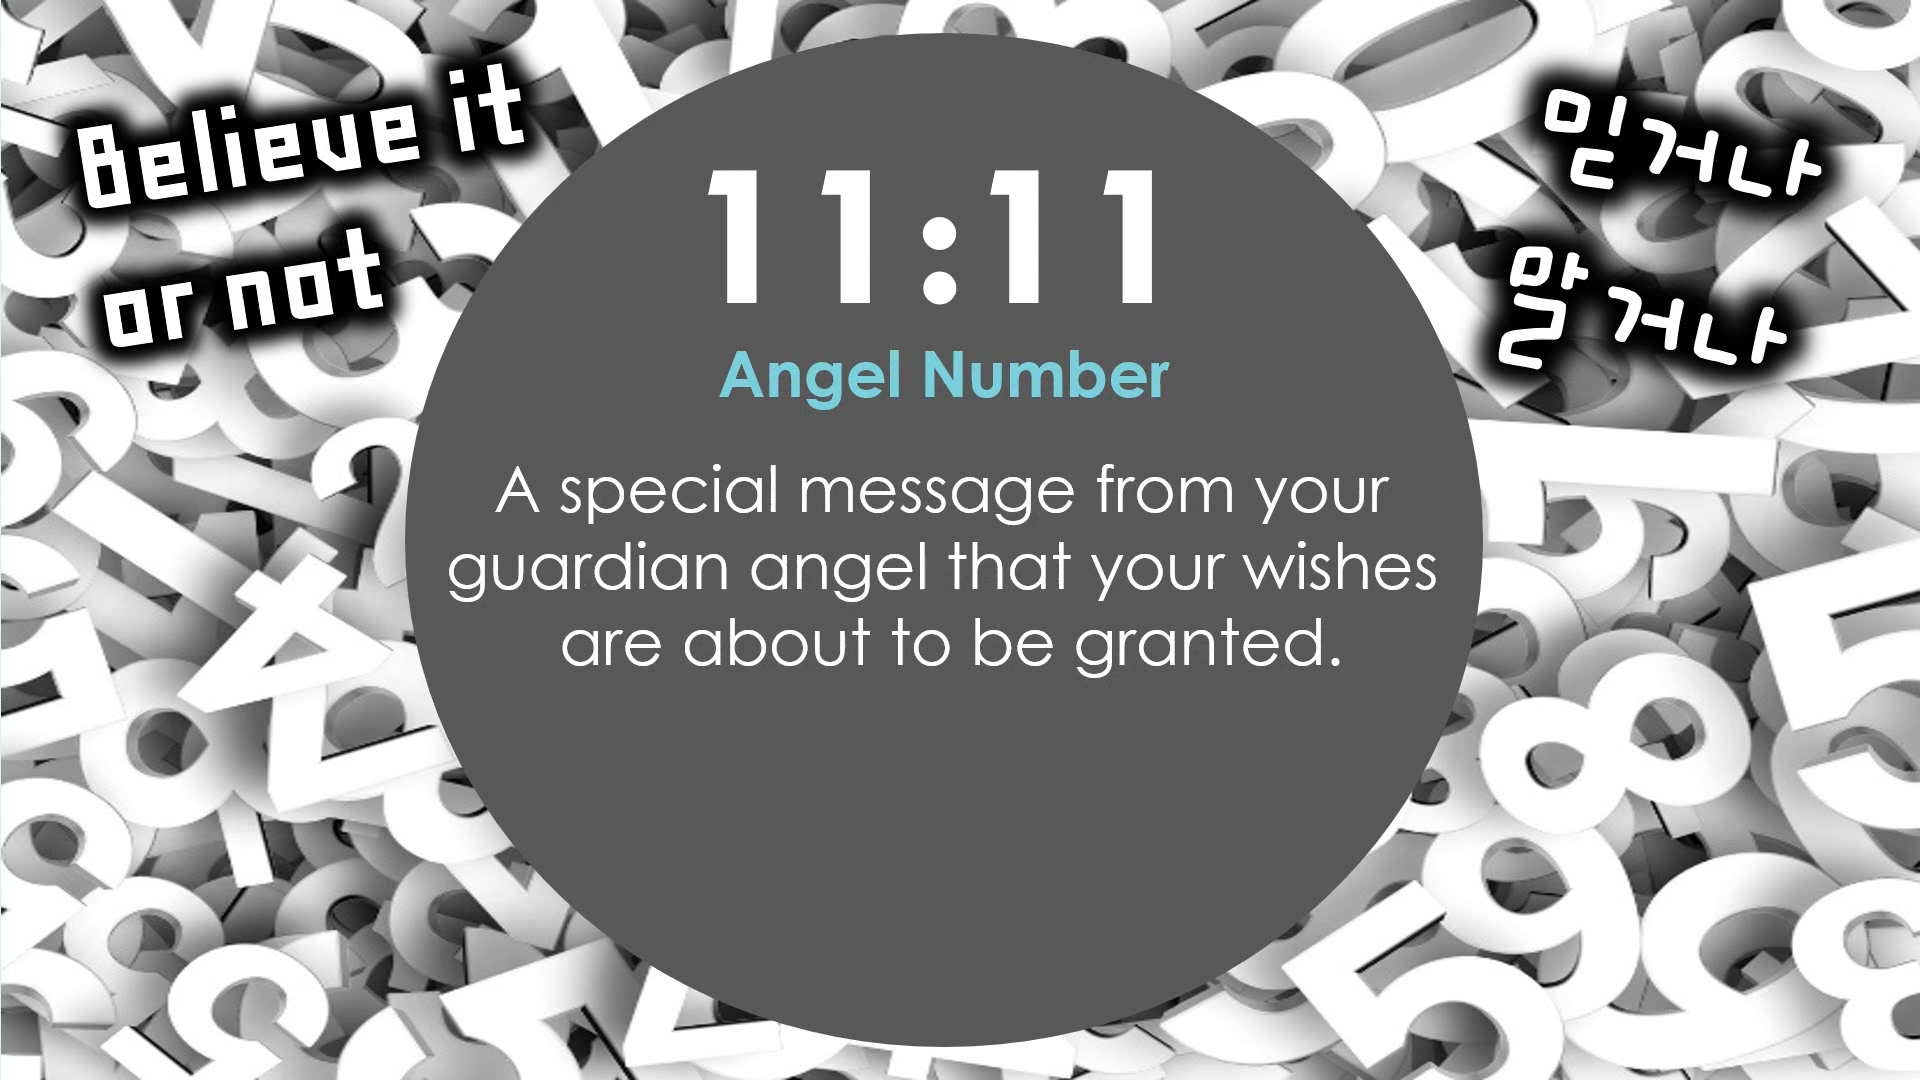 Believe it
or not
믿거나
말거나
11:11
Angel Number
A special message from your
guardian angel that your wishes
are about to be granted.